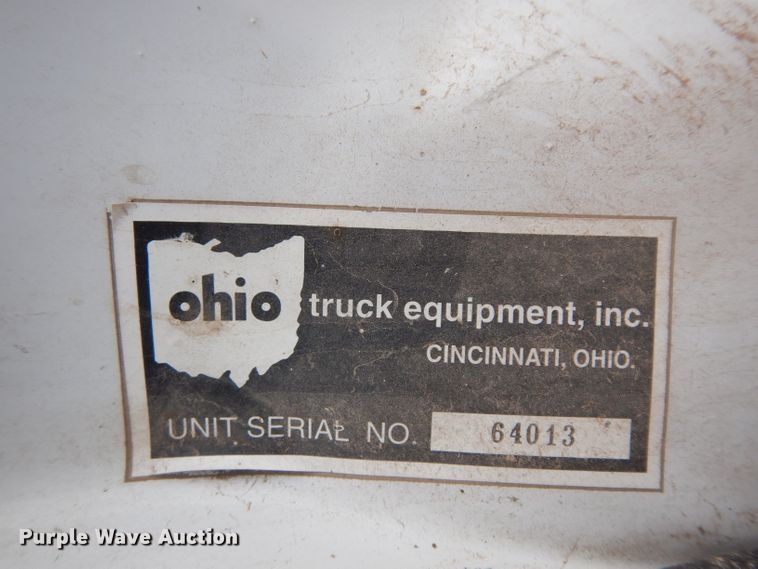 ohio truck equipment, inc.
CINCINNATI, OHIO.
UNIT SERIAL NO. 64013
Purple Wave Auction